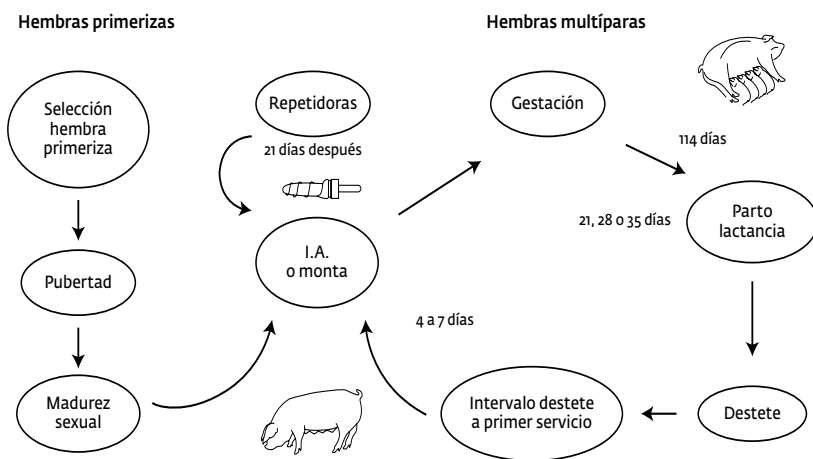 Hembras primerizas
Hembras multíparas
Selección
hembra
primeriza
Pubertad
Madurez
sexual
Repetidoras
21 días después
I.A.
o monta
Gestación
114 días
21, 28 o 35 días
Parto
lactancia
Destete
Intervalo destete
a primer servicio
4 a 7 días